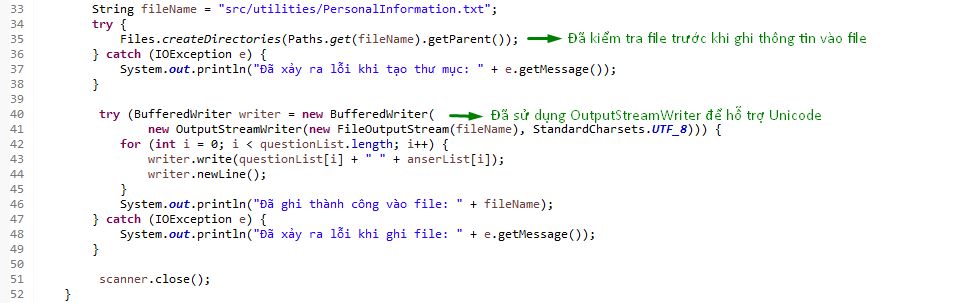 33 String fileName = "src/utilities/PersonalInformation.txt";
34 try {
35 Files.createDirectories(Paths.get(fileName).getParent()); Đã kiểm tra file trước khi ghi thông tin vào file
36 } catch (IOException e) {
37 System.out.println("Đã xảy ra lỗi khi tạo thư mục: " + e.getMessage());
38 }
39
40 try (BufferedWriter writer = new BufferedWriter( Đã sử dụng OutputStreamWriter để hỗ trợ Unicode
41 new OutputStreamWriter(new FileOutputStream(fileName), StandardCharsets.UTF_8))) {
42 for (int i = 0; i < questionList.length; i++) {
43 writer.write(questionList[i] + " " + anserList[i]);
44 writer.newLine();
45 }
46 System.out.println("Đã ghi thành công vào file: " + fileName);
47 } catch (IOException e) {
48 System.out.println("Đã xảy ra lỗi khi ghi file: " + e.getMessage());
49 }
50
51 scanner.close();
52 }